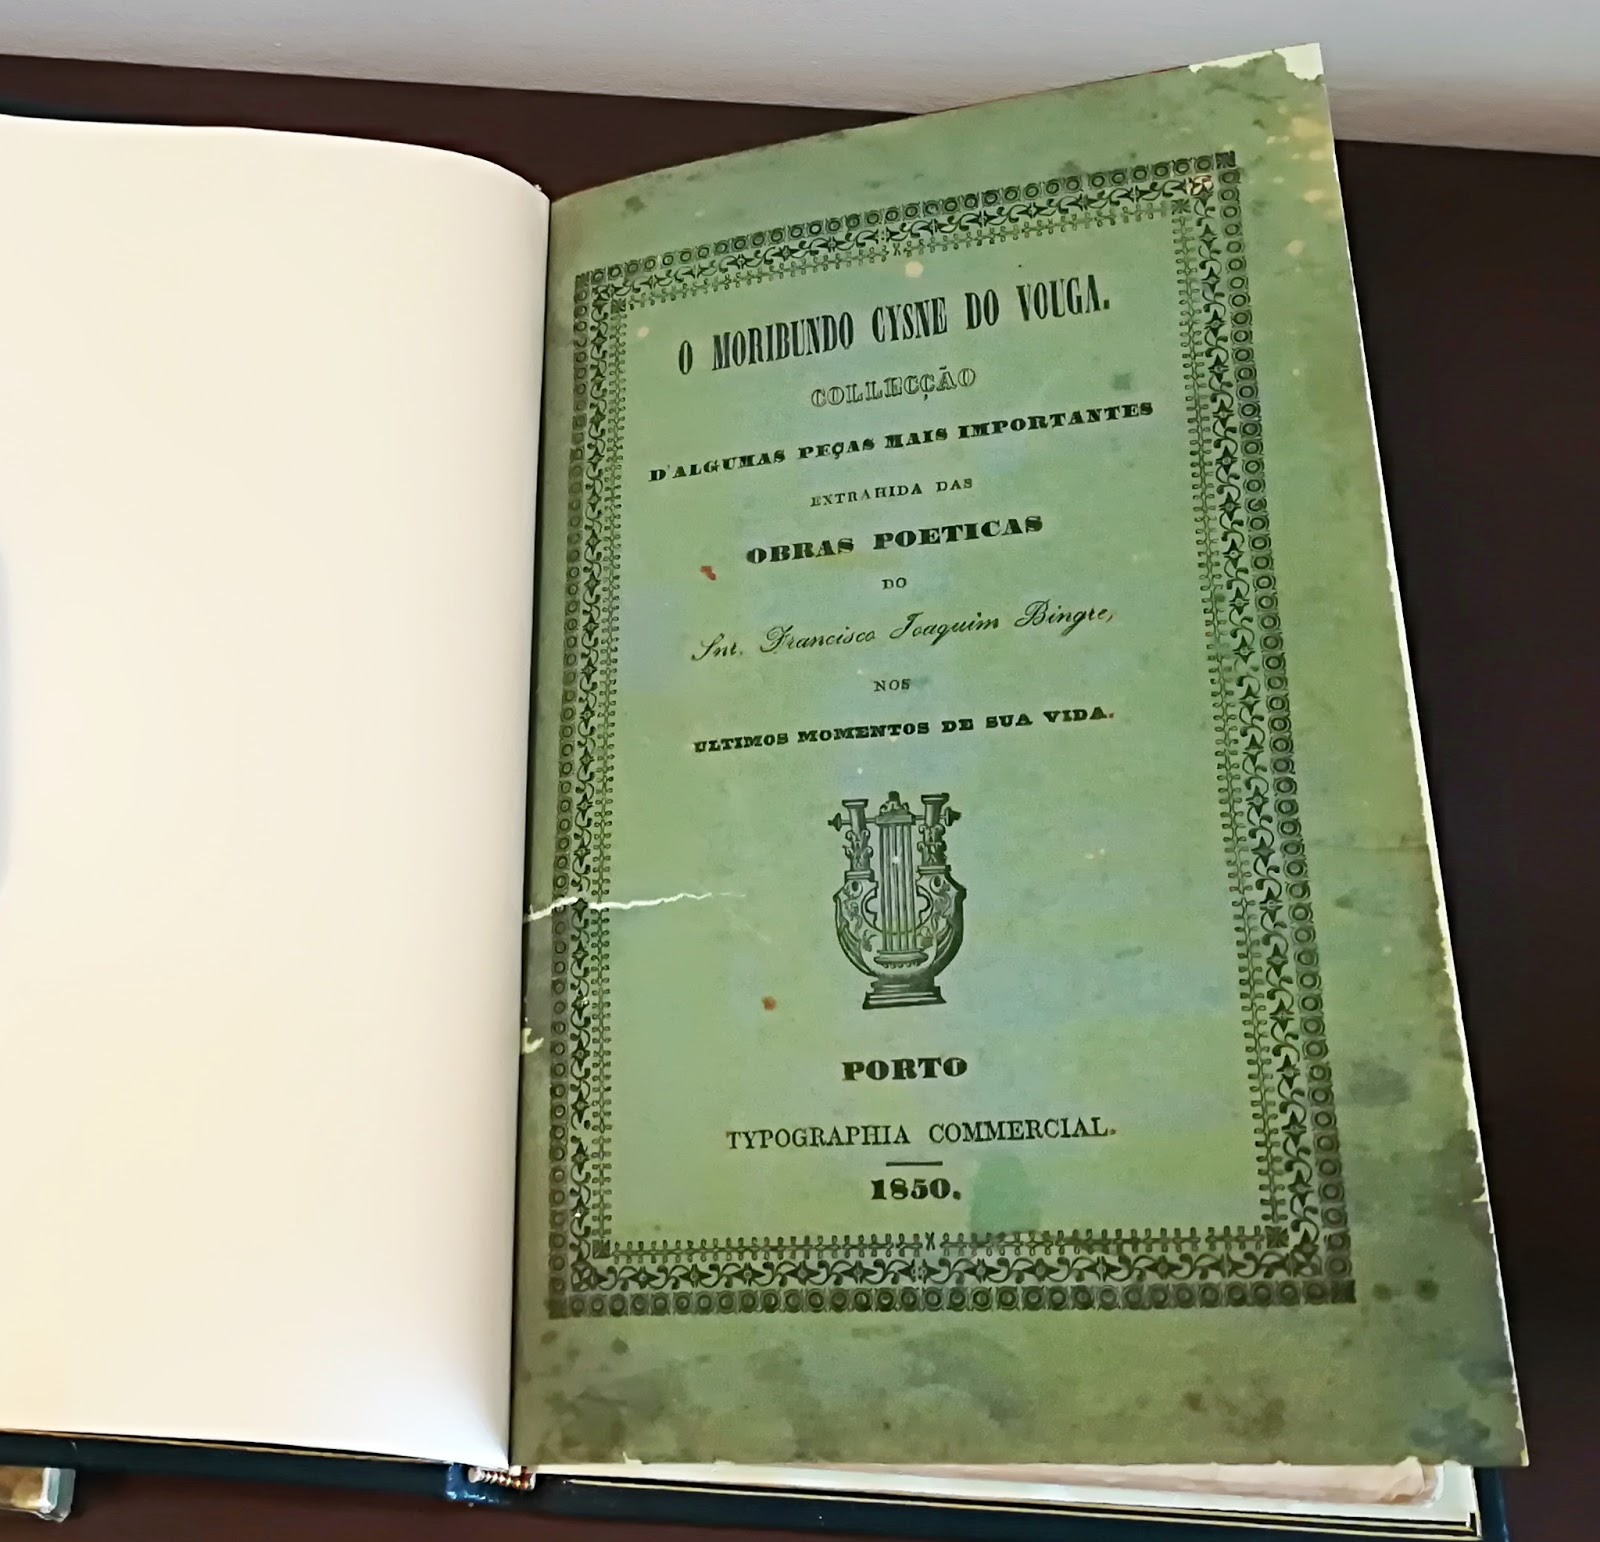 O MORIBUNDO CYSNE DO VOUGA.
COLLECÇÃO
D'ALGUMAS PEÇAS MAIS IMPORTANTES
EXTRAHIDA DAS
OBRAS POETICAS
DO
Snr. Francisco Joaquim Bingre,
NOS
ULTIMOS MOMENTOS DE SUA VIDA.
PORTO
TYPOGRAPHIA COMMERCIAL.
1850.